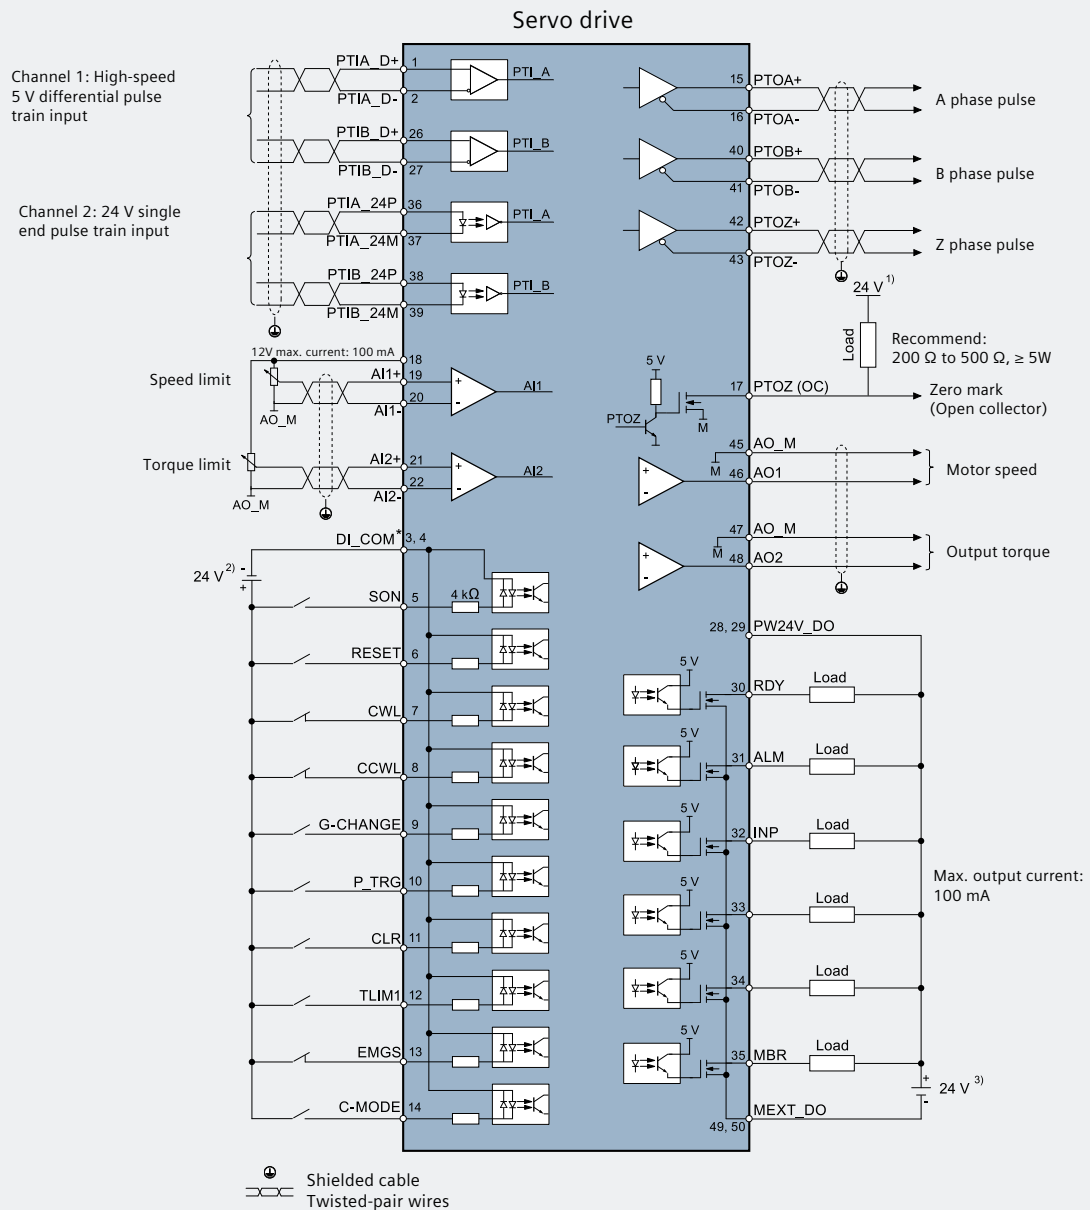 Servo drive
Channel 1: High-speed
5 V differential pulse
train input
PTIA_D+
1
PTI_A
PTIA_D-
2
PTIB_D+
26
PTI_B
PTIB_D-
27
Channel 2: 24 V single
end pulse train input
PTIA_24P
36
PTI_A
PTIA_24M
37
PTIB_24P
38
PTI_B
PTIB_24M
39
15
PTOA+
16
PTOA-
A phase pulse
40
PTOB+
41
PTOB-
B phase pulse
42
PTOZ+
43
PTOZ-
Z phase pulse
24 V 1)
Load
Recommend:
200 Ω to 500 Ω, ≥ 5W
12V max. current: 100 mA
18
Speed limit
AI1+
19
+
-
AI1
AI1-
20
AO_M
Torque limit
AI2+
21
+
-
AI2
AI2-
22
AO_M
5 V
PTOZ
M
17
PTOZ (OC)
Zero mark
(Open collector)
45
AO_M
M
+
-
46
AO1
Motor speed
47
AO_M
M
+
-
48
AO2
Output torque
DI_COM*
3, 4
24 V 2)
-
+
SON
5
4 kΩ
RESET
6
CWL
7
CCWL
8
G-CHANGE
9
P_TRG
10
CLR
11
TLIM1
12
EMGS
13
C-MODE
14
28, 29
PW24V_DO
5 V
30
RDY
Load
5 V
31
ALM
Load
5 V
32
INP
Load
5 V
33
Load
5 V
34
Load
5 V
35
MBR
Load
Max. output current:
100 mA
+
-
24 V 3)
MEXT_DO
49, 50
Shielded cable
Twisted-pair wires